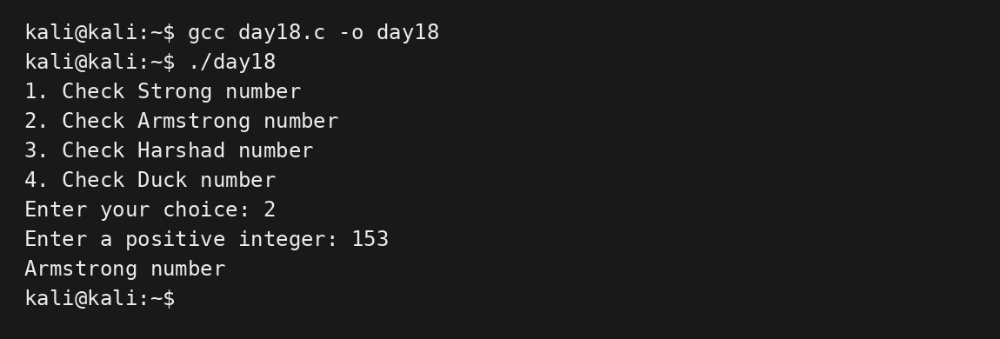 kali@kali:~$ gcc day18.c -o day18
kali@kali:~$ ./day18
1. Check Strong number
2. Check Armstrong number
3. Check Harshad number
4. Check Duck number
Enter your choice: 2
Enter a positive integer: 153
Armstrong number
kali@kali:~$